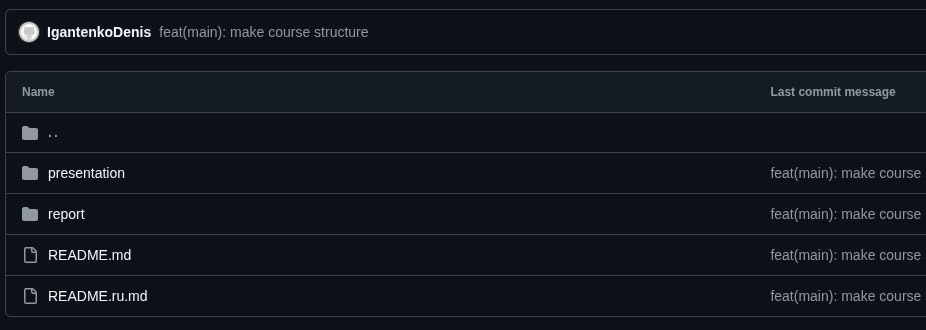 IgantenkoDenis feat(main): make course structure
Name Last commit message
..
presentation feat(main): make course
report feat(main): make course
README.md feat(main): make course
README.ru.md feat(main): make course